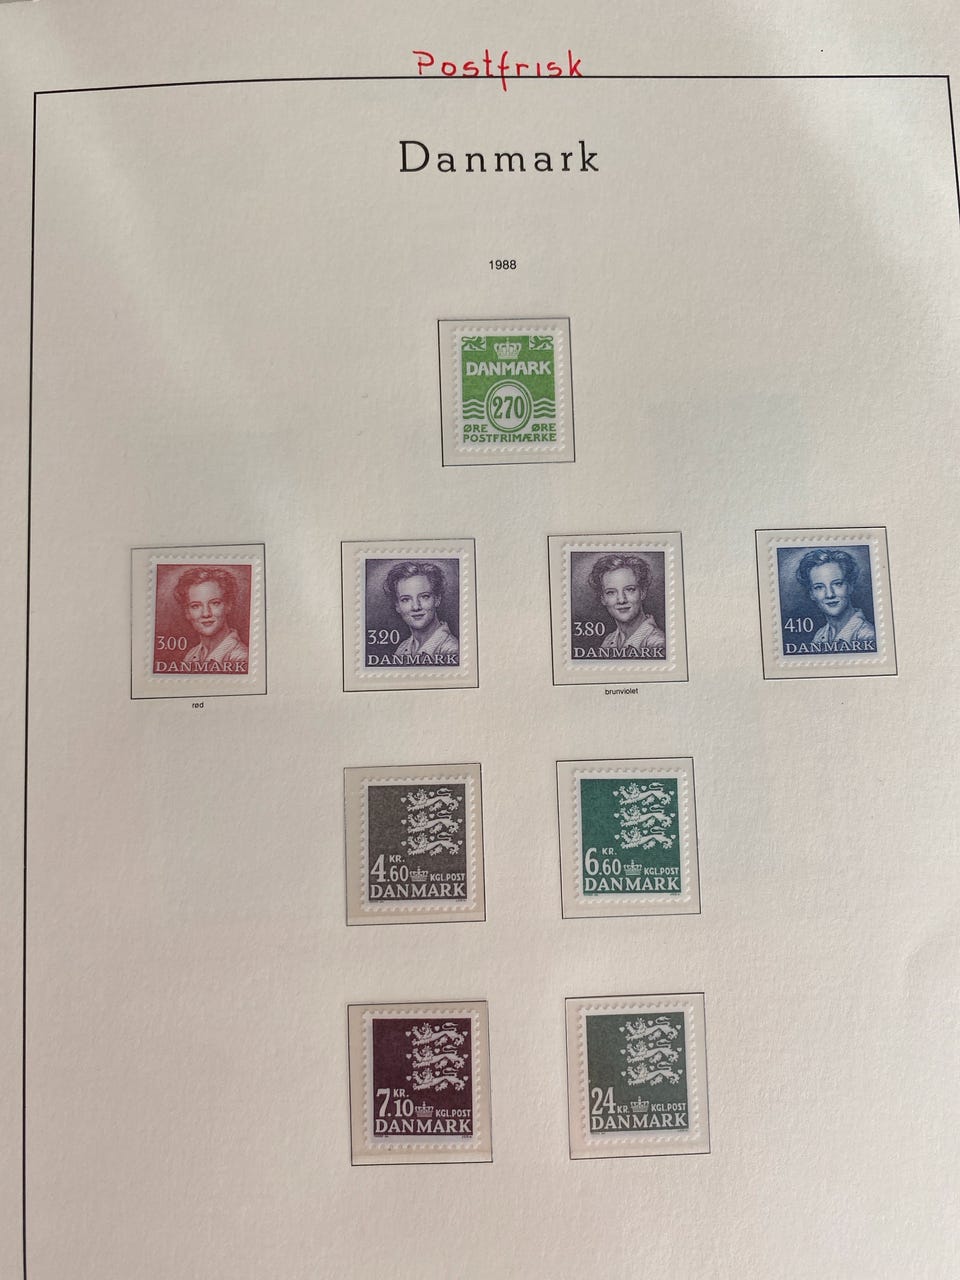 Postfrisk
Danmark
1988
DANMARK
270
ØRE ØRE
POSTFRIMÆRKE
3.00
DANMARK
3.20
DANMARK
3.80
DANMARK
4.10
DANMARK
rød
brunviolet
KR.
4.60 KGL.POST
DANMARK
KR.
6.60 KGL.POST
DANMARK
KR.
7.10 KGL.POST
DANMARK
24 KR. KGL.POST
DANMARK